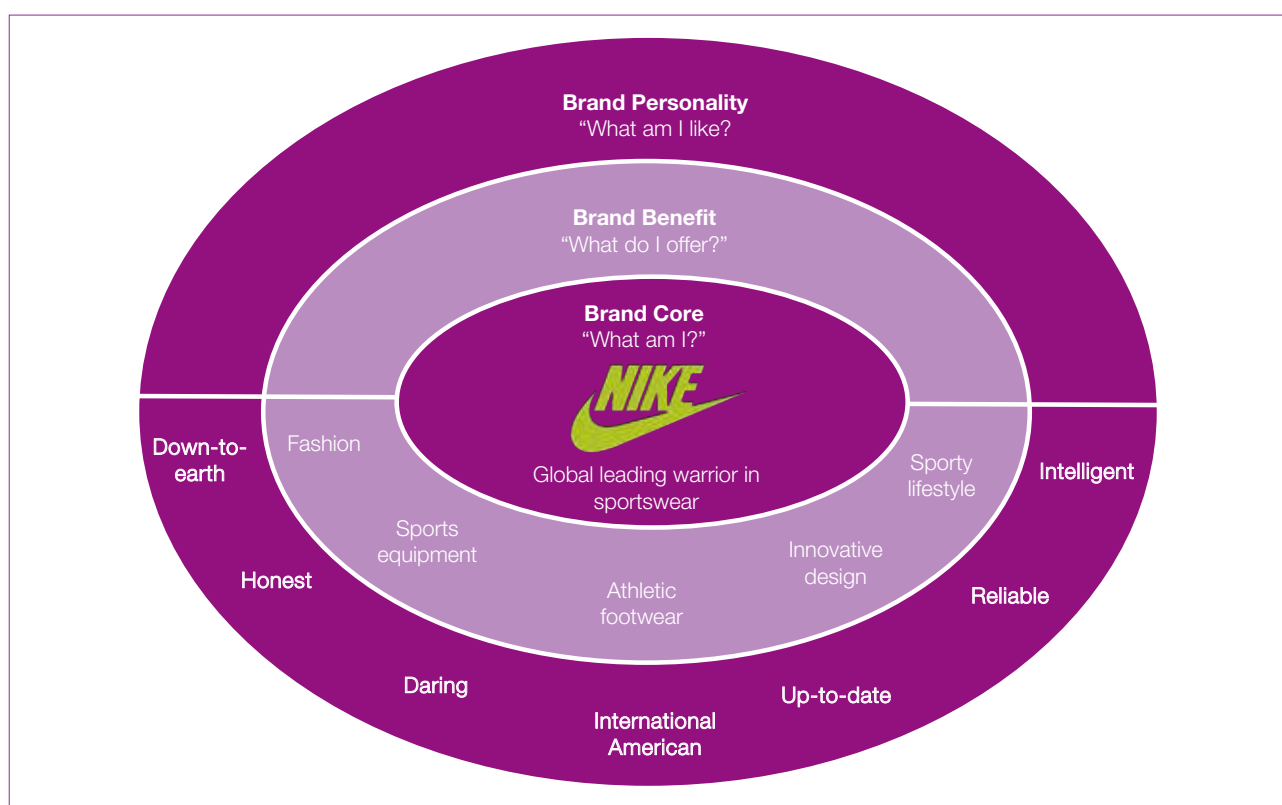 Brand Personality
“What am I like?
Brand Benefit
“What do I offer?”
Brand Core
“What am I?”
NIKE
Global leading warrior in
sportswear
Fashion
Sports
equipment
Athletic
footwear
Innovative
design
Sporty
lifestyle
Down-to-
earth
Honest
Daring
International
American
Up-to-date
Reliable
Intelligent